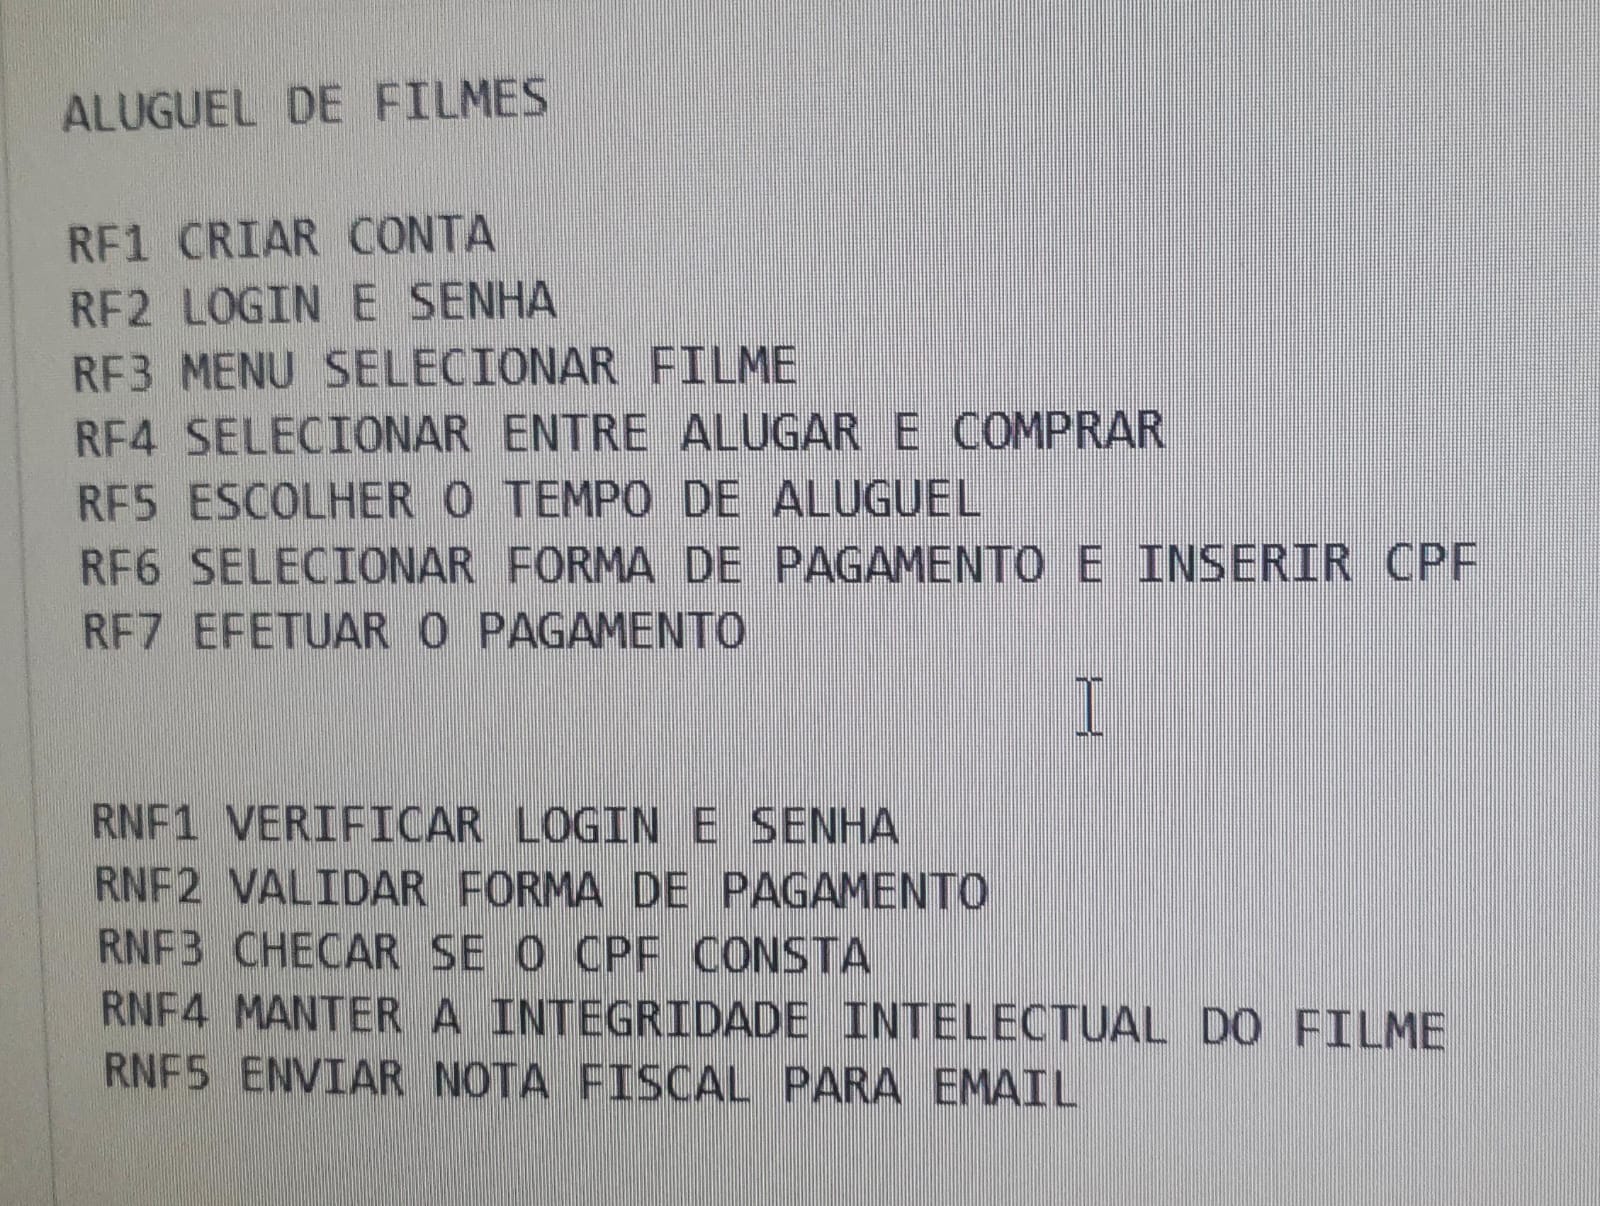 ALUGUEL DE FILMES
RF1 CRIAR CONTA
RF2 LOGIN E SENHA
RF3 MENU SELECIONAR FILME
RF4 SELECIONAR ENTRE ALUGAR E COMPRAR
RF5 ESCOLHER O TEMPO DE ALUGUEL
RF6 SELECIONAR FORMA DE PAGAMENTO E INSERIR CPF
RF7 EFETUAR O PAGAMENTO
RNF1 VERIFICAR LOGIN E SENHA
RNF2 VALIDAR FORMA DE PAGAMENTO
RNF3 CHECAR SE O CPF CONSTA
RNF4 MANTER A INTEGRIDADE INTELECTUAL DO FILME
RNF5 ENVIAR NOTA FISCAL PARA EMAIL